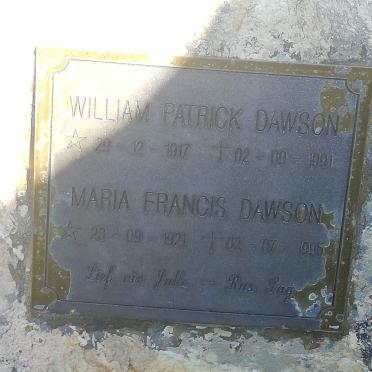 WILLIAM PATRICK DAWSON
☆ 29 - 12 - 1917 † 02 - 09 - 1991
MARIA FRANCIS DAWSON
☆ 23 - 09 - 1921 † 02 - 07 - 1995
Lief vir Julle — Rus Sag